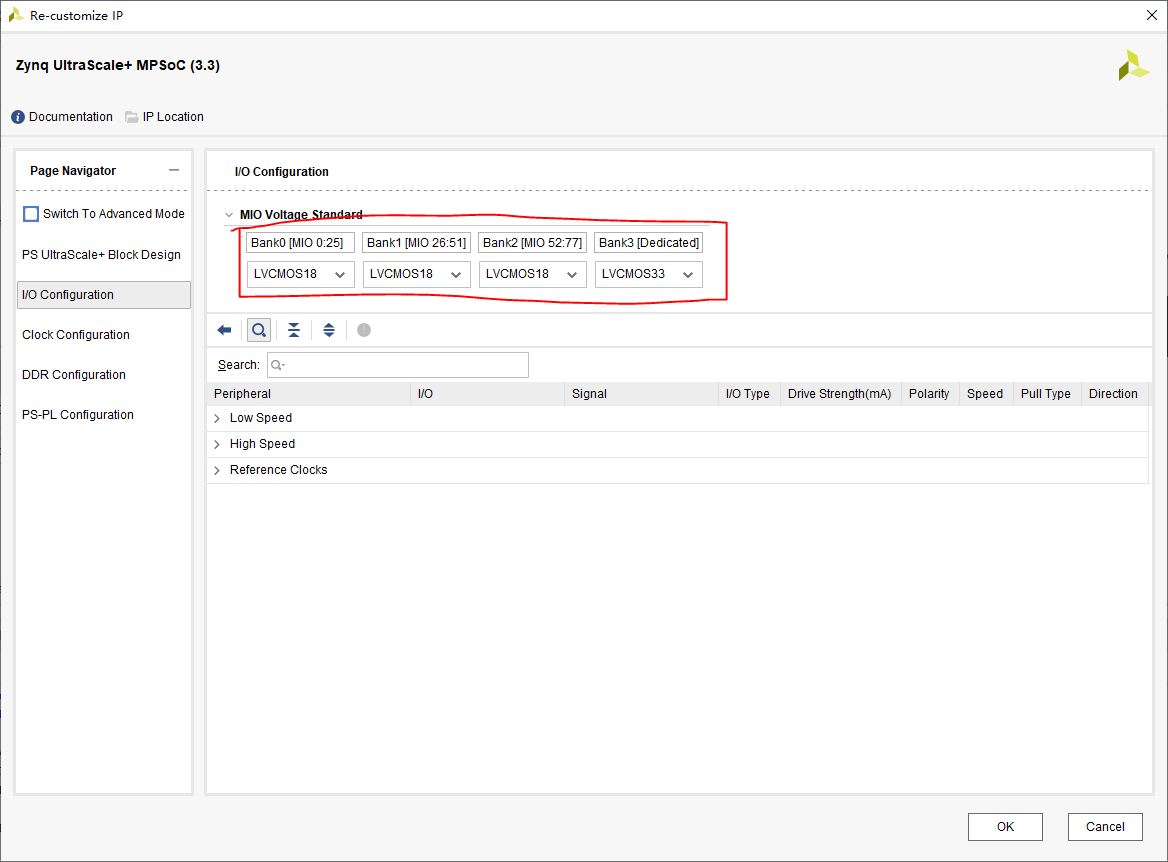 Re-customize IP
Zynq UltraScale+ MPSoC (3.3)
Documentation IP Location
Page Navigator
Switch To Advanced Mode
PS UltraScale+ Block Design
I/O Configuration
Clock Configuration
DDR Configuration
PS-PL Configuration
I/O Configuration
MIO Voltage Standard
Bank0 [MIO 0:25] Bank1 [MIO 26:51] Bank2 [MIO 52:77] Bank3 [Dedicated]
LVCMOS18 LVCMOS18 LVCMOS18 LVCMOS33
Search:
Peripheral I/O Signal I/O Type Drive Strength(mA) Polarity Speed Pull Type Direction
Low Speed
High Speed
Reference Clocks
OK Cancel